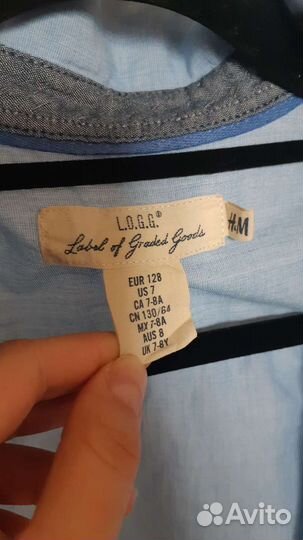 L.O.G.G.®
Label of Graded Goods
H&M
EUR 128
US 7
CA 7-8A
CN 130/64
MX 7-8A
AUS 8
UK 7-8Y
Avito